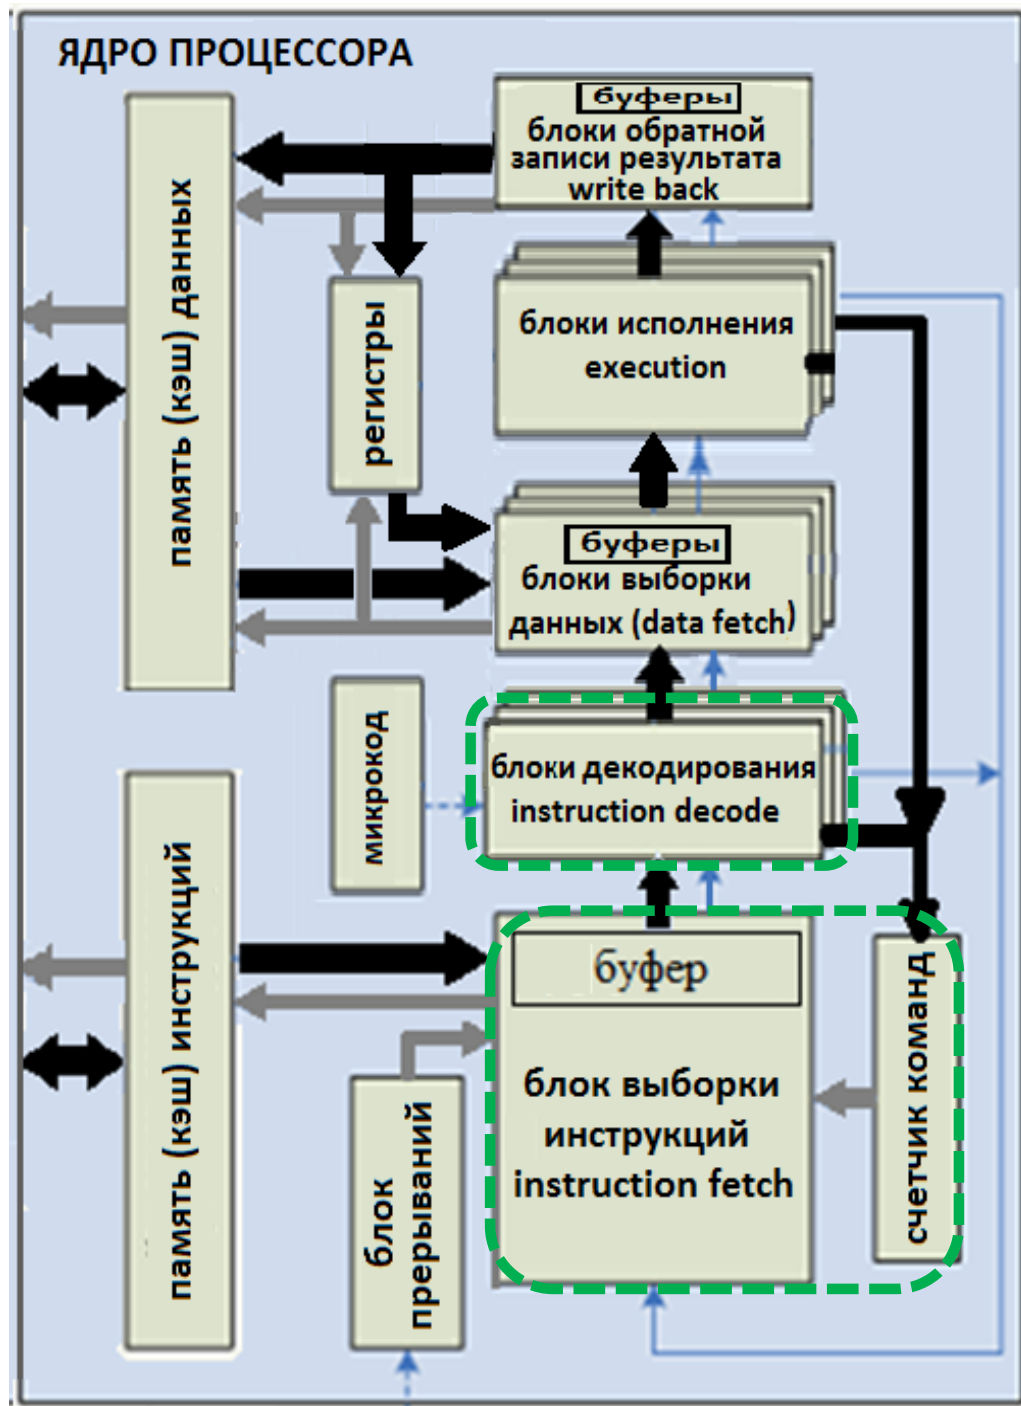 ЯДРО ПРОЦЕССОРА
буферы
блоки обратной
записи результата
write back
память (кэш) данных
регистры
блоки исполнения
execution
буферы
блоки выборки
данных (data fetch)
микрокод
блоки декодирования
instruction decode
память (кэш) инструкций
буфер
блок выборки
инструкций
instruction fetch
счетчик команд
блок
прерываний